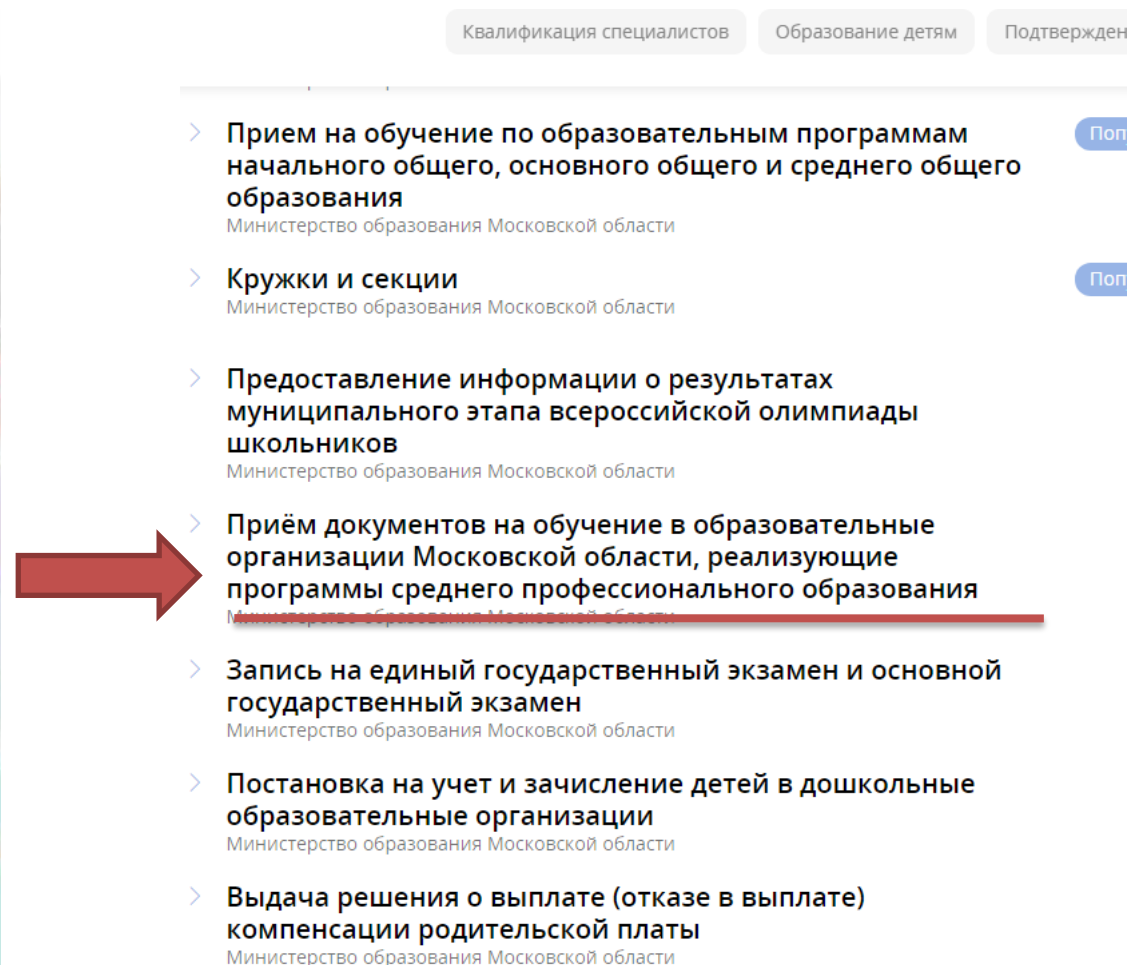 Квалификация специалистов Образование детям
Прием на обучение по образовательным программам
начального общего, основного общего и среднего общего
образования
Министерство образования Московской области
Кружки и секции
Министерство образования Московской области
Предоставление информации о результатах
муниципального этапа всероссийской олимпиады
школьников
Министерство образования Московской области
Приём документов на обучение в образовательные
организации Московской области, реализующие
программы среднего профессионального образования
Министерство образования Московской области
Запись на единый государственный экзамен и основной
государственный экзамен
Министерство образования Московской области
Постановка на учет и зачисление детей в дошкольные
образовательные организации
Министерство образования Московской области
Выдача решения о выплате (отказе в выплате)
компенсации родительской платы
Министерство образования Московской области